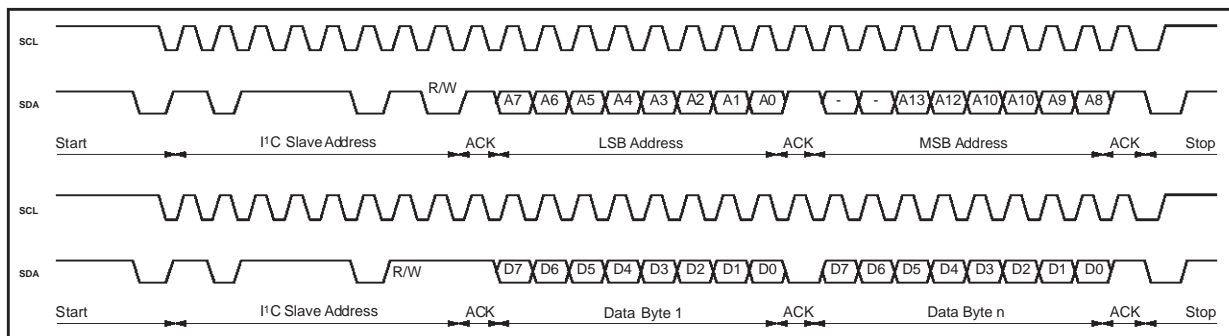 SCL
R/W
SDA A7 A6 A5 A4 A3 A2 A1 A0 - - A13 A12 A10 A10 A9 A8
Start I¹C Slave Address ACK LSB Address ACK MSB Address ACK Stop
SCL
SDA R/W D7 D6 D5 D4 D3 D2 D1 D0 D7 D6 D5 D4 D3 D2 D1 D0
Start I¹C Slave Address ACK Data Byte 1 ACK Data Byte n ACK Stop